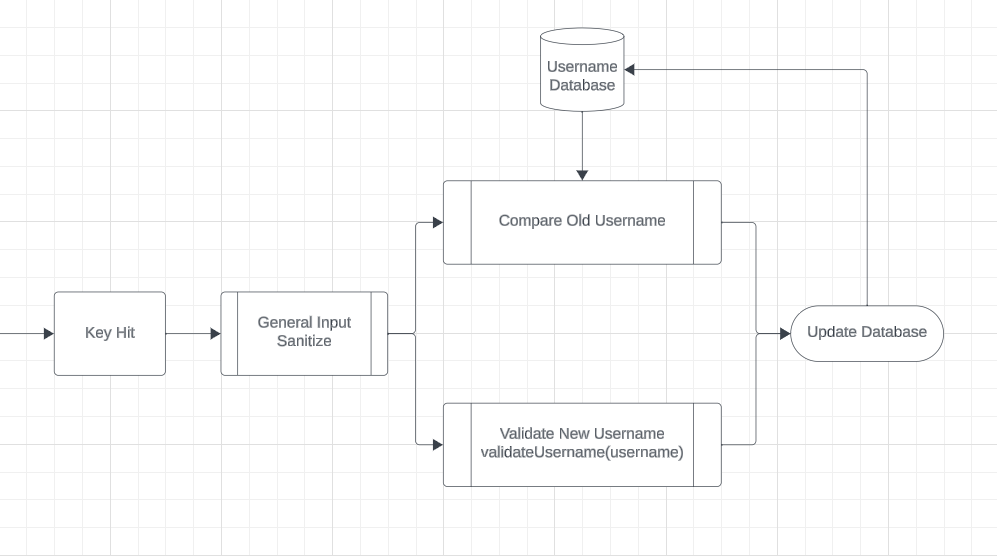 Username
Database
Compare Old Username
Key Hit
General Input
Sanitize
Update Database
Validate New Username
validateUsername(username)